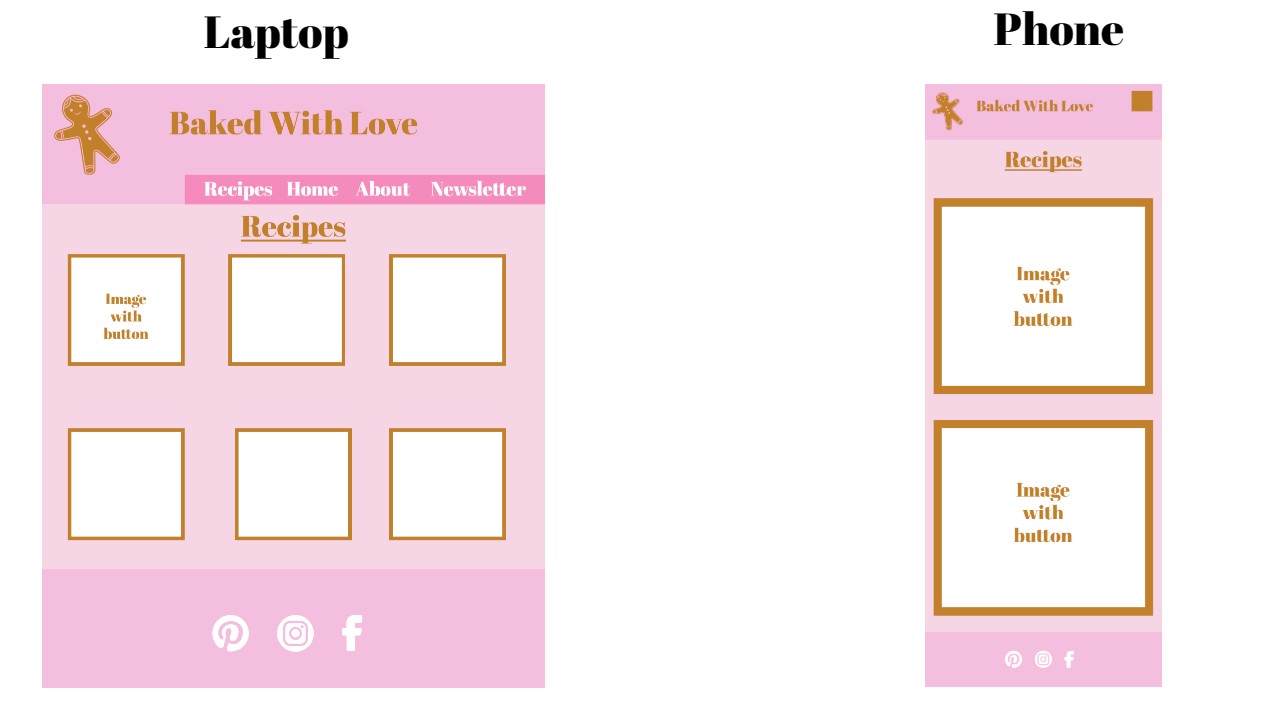 Laptop
Baked With Love
Recipes Home About Newsletter
Recipes
Image
with
button
Phone
Baked With Love
Recipes
Image
with
button
Image
with
button